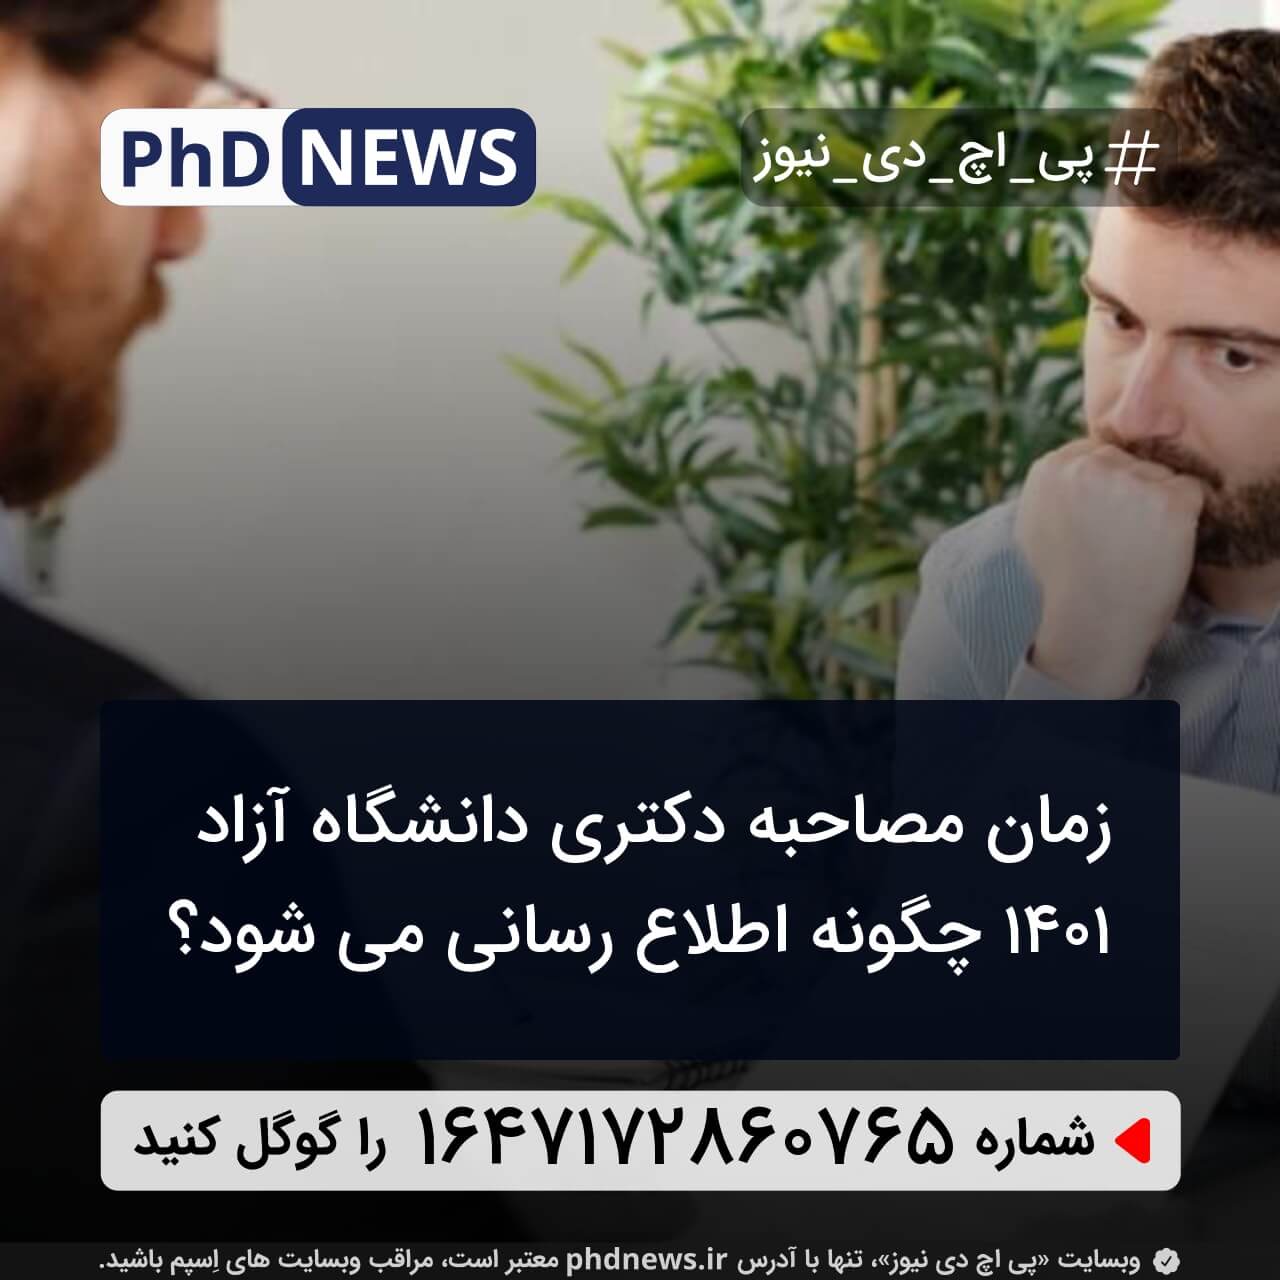 PhD NEWS
#پی_اچ_دی_نیوز
زمان مصاحبه دکتری دانشگاه آزاد
۱۴۰۱ چگونه اطلاع رسانی می شود؟
شماره ۱۶۴۷۱۷۲۸۶۰۷۶۵ را گوگل کنید
وبسایت «پی اچ دی نیوز»، تنها با آدرس phdnews.ir معتبر است، مراقب وبسایت های اِسپم باشید.